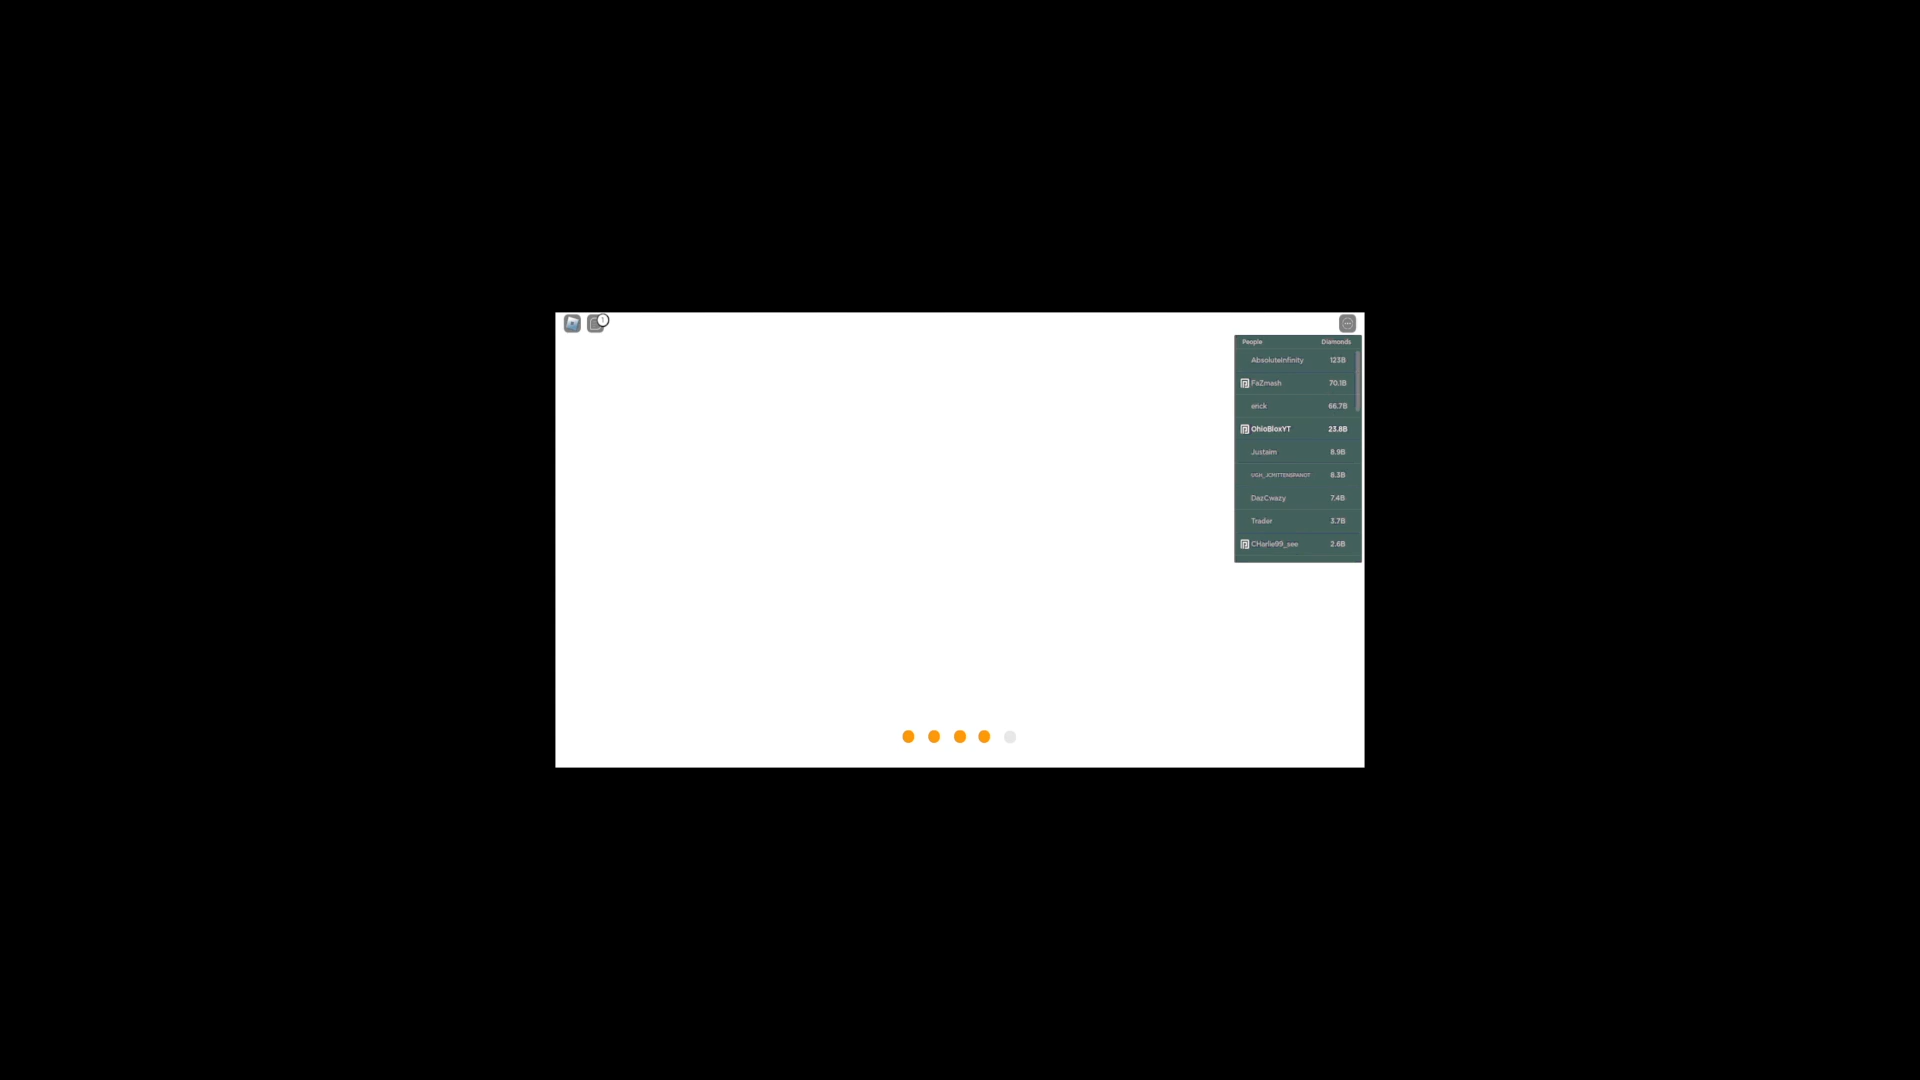 1
People Diamonds
AbsoluteInfinity 123B
FaZmash 70.1B
erick 66.7B
OhioBloxYT 23.8B
Justaim 8.9B
8.3B
DazCwazy 7.4B
Trader 3.7B
CHarlie99_see 2.6B